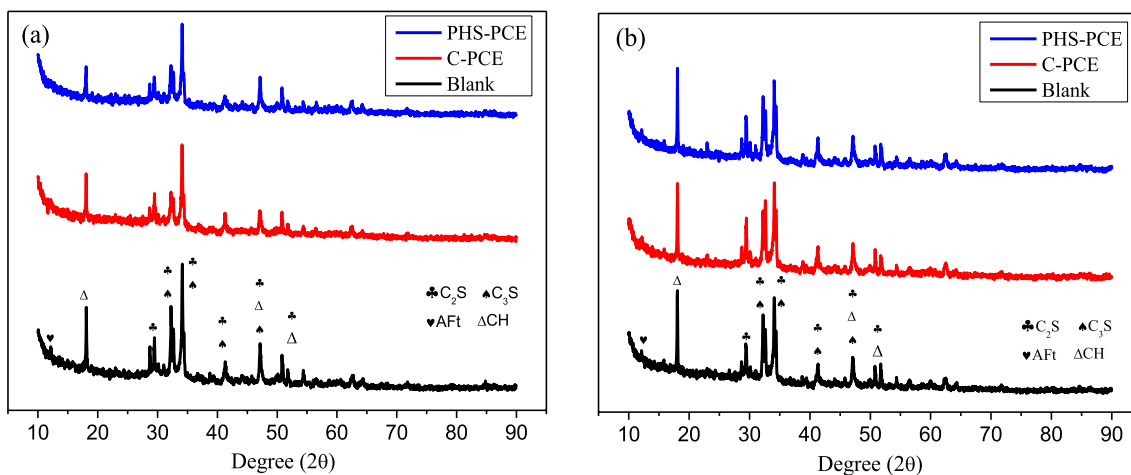 (a)
PHS-PCE
C-PCE
Blank
♣C₂S ♠C₃S
♥AFt ΔCH
10 20 30 40 50 60 70 80 90
Degree (2θ)
(b)
PHS-PCE
C-PCE
Blank
♣C₂S ♠C₃S
♥AFt ΔCH
10 20 30 40 50 60 70 80 90
Degree (2θ)